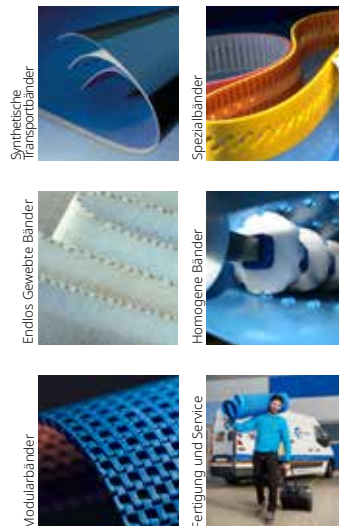 Synthetische
Transportbänder
Spezialbänder
Endlos Gewebte Bänder
Homogene Bänder
Modularbänder
Fertigung und Service